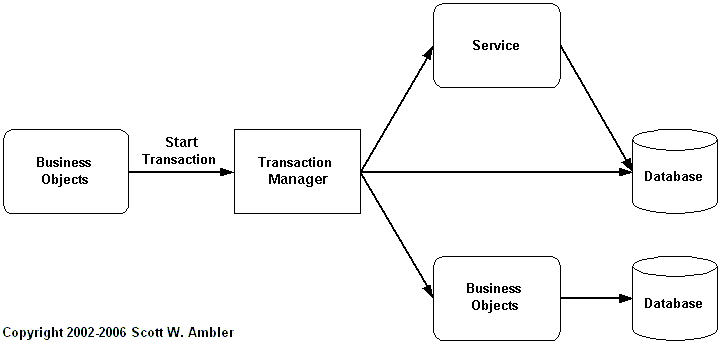 Service
Start
Transaction
Business
Objects
Transaction
Manager
Database
Business
Objects
Database
Copyright 2002-2006 Scott W. Ambler